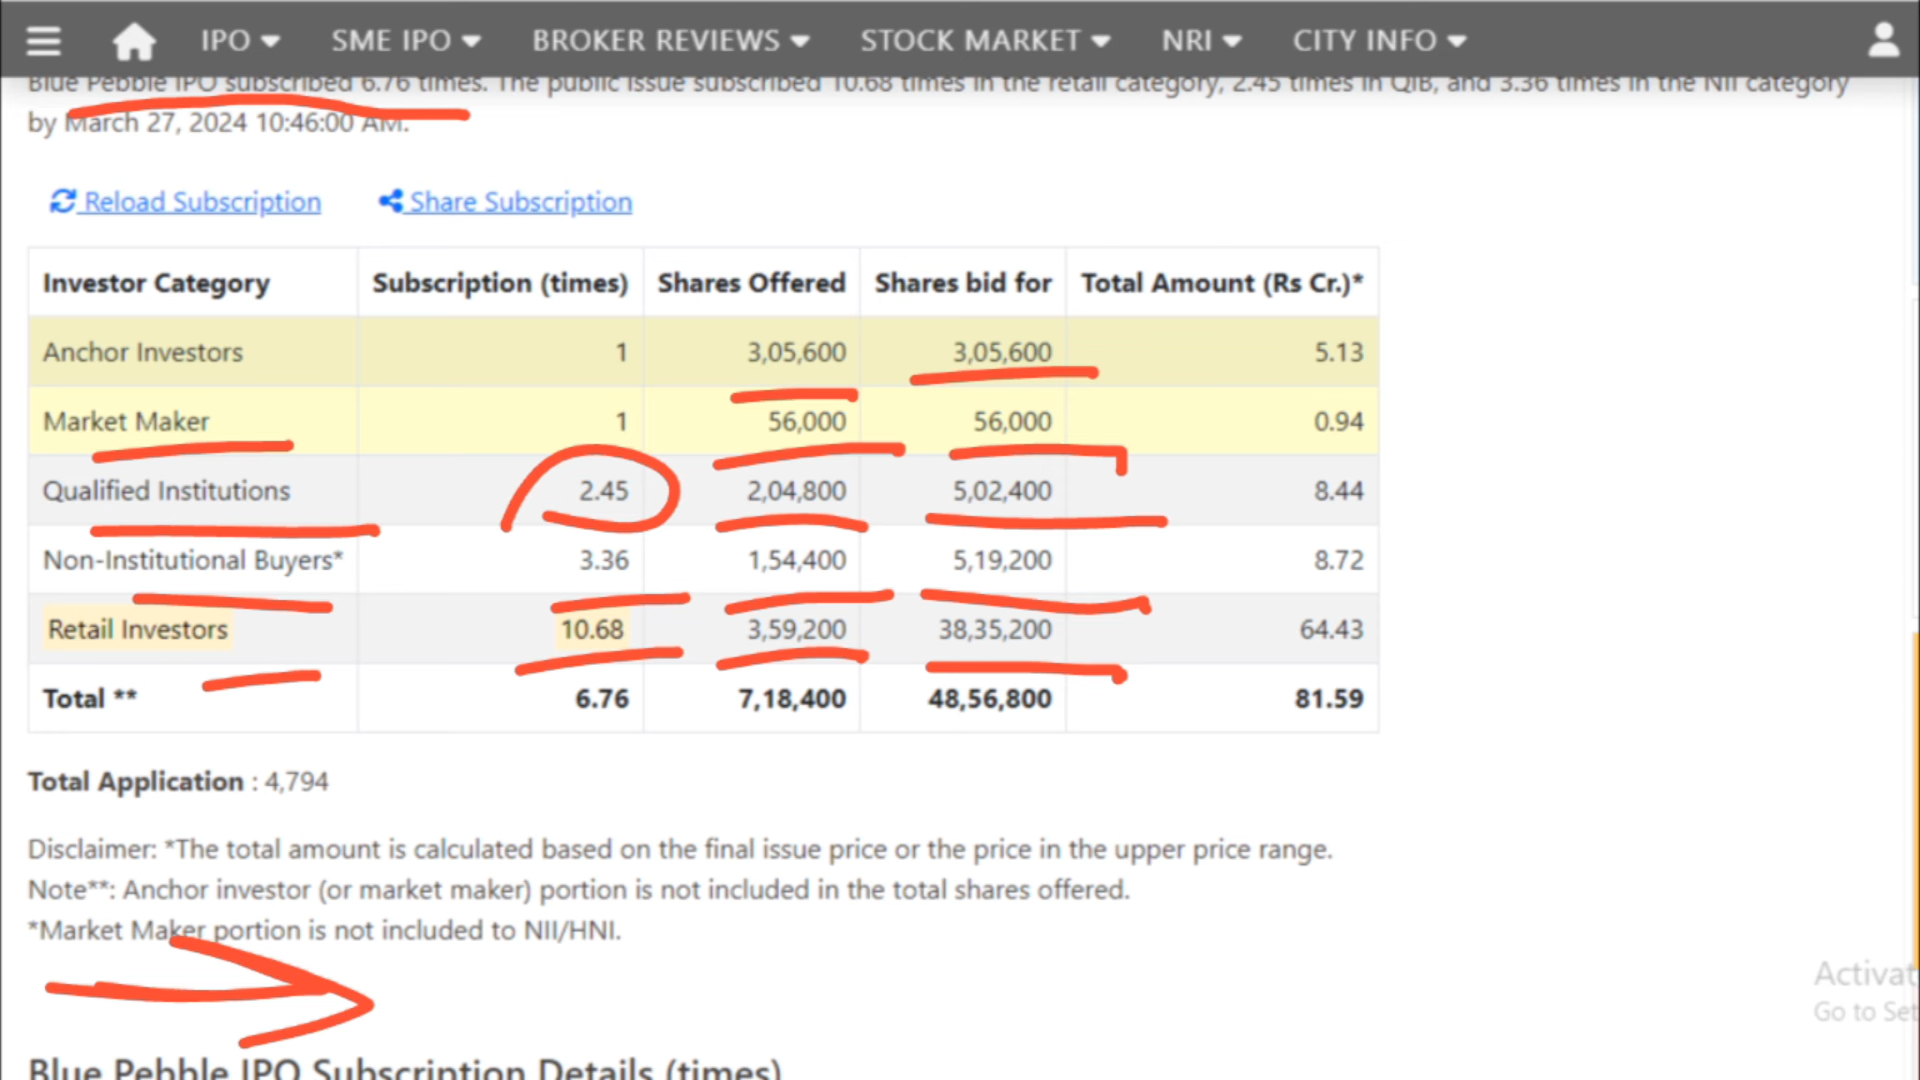 IPO SME IPO BROKER REVIEWS STOCK MARKET NRI CITY INFO
Blue Pebble IPO subscribed 6.76 times. The public issue subscribed 10.68 times in the retail category, 2.45 times in QIB, and 3.36 times in the NII category
by March 27, 2024 10:46:00 AM.
Reload Subscription Share Subscription
Investor Category Subscription (times) Shares Offered Shares bid for Total Amount (Rs Cr.)*
Anchor Investors 1 3,05,600 3,05,600 5.13
Market Maker 1 56,000 56,000 0.94
Qualified Institutions 2.45 2,04,800 5,02,400 8.44
Non-Institutional Buyers* 3.36 1,54,400 5,19,200 8.72
Retail Investors 10.68 3,59,200 38,35,200 64.43
Total ** 6.76 7,18,400 48,56,800 81.59
Total Application : 4,794
Disclaimer: *The total amount is calculated based on the final issue price or the price in the upper price range.
Note**: Anchor investor (or market maker) portion is not included in the total shares offered.
*Market Maker portion is not included to NII/HNI.
Activat
Go to Set
Blue Pebble IPO Subscription Details (times)